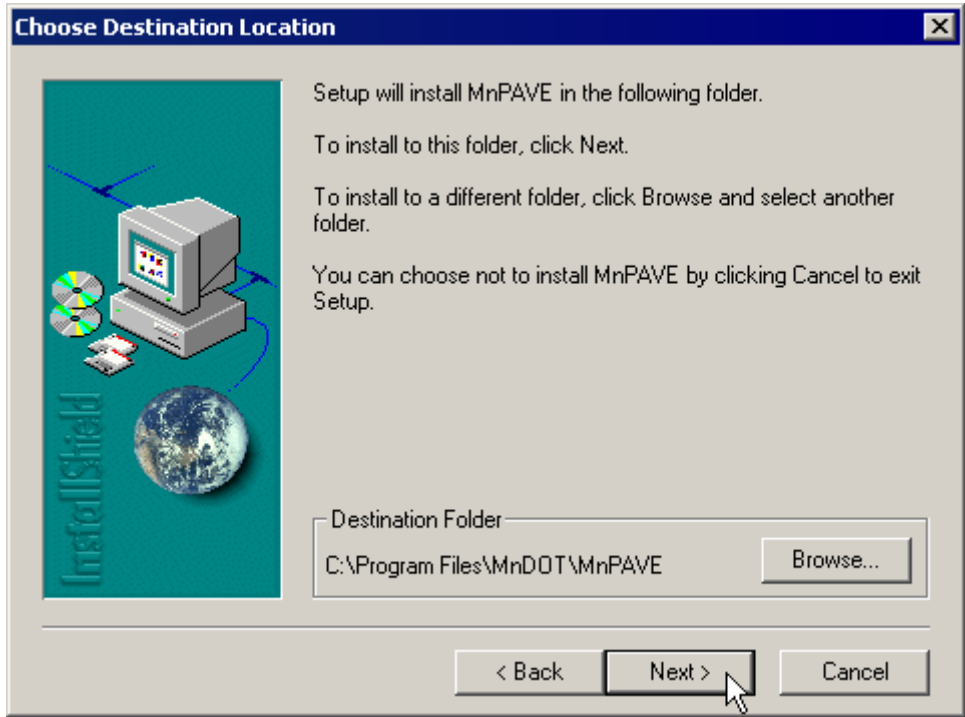 Choose Destination Location
Setup will install MnPAVE in the following folder.
To install to this folder, click Next.
To install to a different folder, click Browse and select another
folder.
You can choose not to install MnPAVE by clicking Cancel to exit
Setup.
InstallShield
Destination Folder
C:\Program Files\MnDOT\MnPAVE
Browse...
< Back
Next >
Cancel